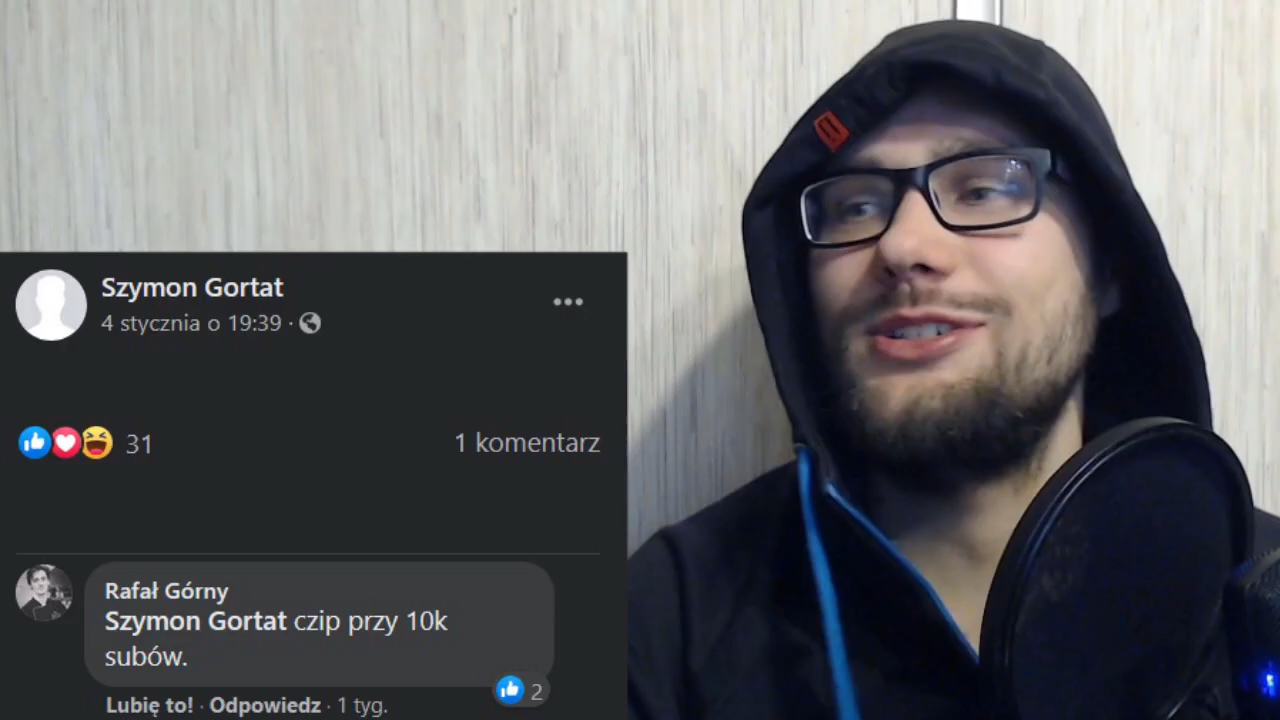 Szymon Gortat
4 stycznia o 19:39 ·
31
1 komentarz
Rafał Górny
Szymon Gortat czip przy 10k
subów.
2
Lubię to! · Odpowiedz · 1 tyg.